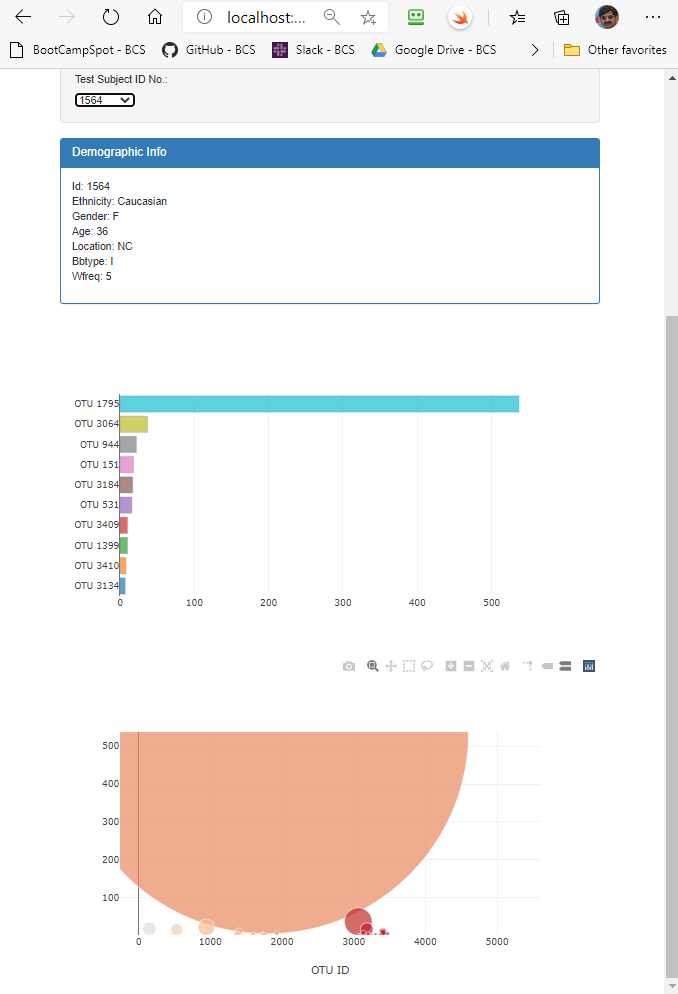 localhost:...
BootCampSpot - BCS
GitHub - BCS
Slack - BCS
Google Drive - BCS
Other favorites
Test Subject ID No.:
1564
Demographic Info
Id: 1564
Ethnicity: Caucasian
Gender: F
Age: 36
Location: NC
Bbtype: I
Wfreq: 5
OTU 1795
OTU 3064
OTU 944
OTU 151
OTU 3184
OTU 531
OTU 3409
OTU 1399
OTU 3410
OTU 3134
0 100 200 300 400 500
500
400
300
200
100
0 1000 2000 3000 4000 5000
OTU ID